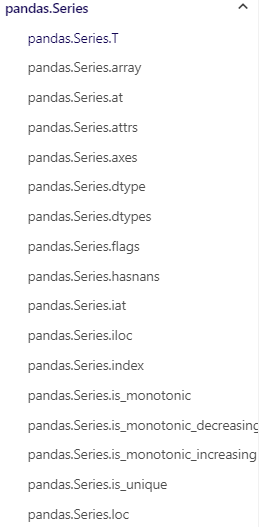 pandas.Series
pandas.Series.T
pandas.Series.array
pandas.Series.at
pandas.Series.attrs
pandas.Series.axes
pandas.Series.dtype
pandas.Series.dtypes
pandas.Series.flags
pandas.Series.hasnans
pandas.Series.iat
pandas.Series.iloc
pandas.Series.index
pandas.Series.is_monotonic
pandas.Series.is_monotonic_decreasing
pandas.Series.is_monotonic_increasing
pandas.Series.is_unique
pandas.Series.loc